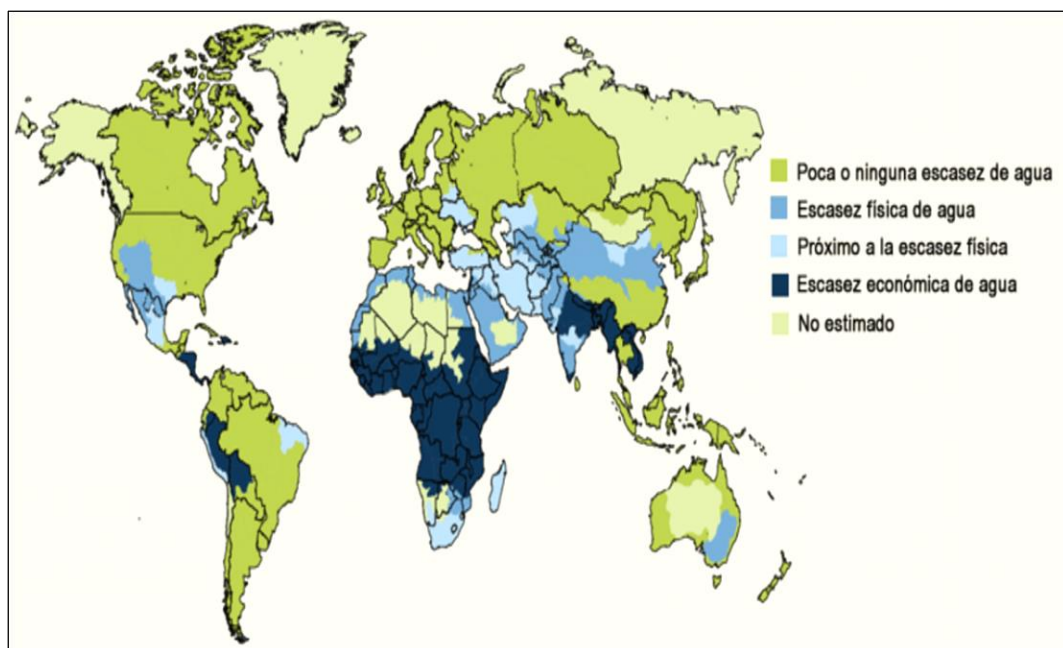 Poca o ninguna escasez de agua
Escasez física de agua
Próximo a la escasez física
Escasez económica de agua
No estimado